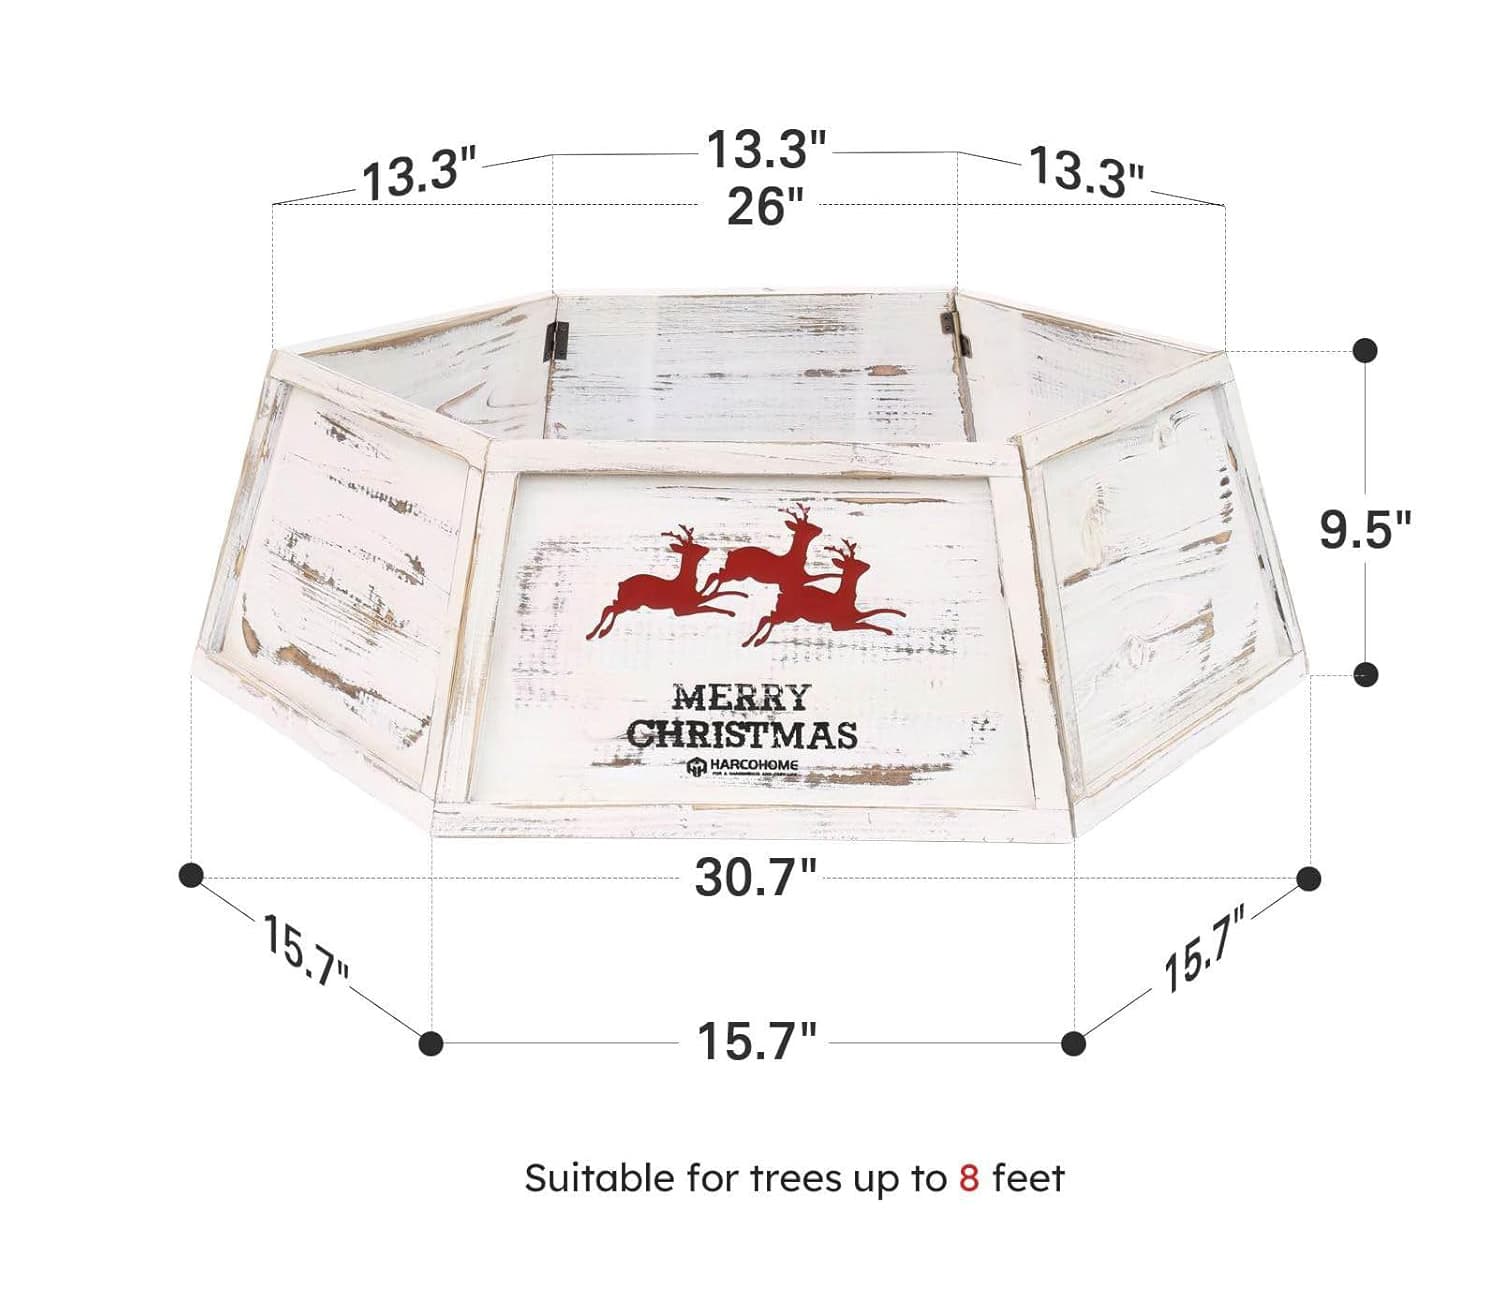 13.3" 13.3" 13.3"
26"
9.5"
MERRY
CHRISTMAS
HARCOHOME
30.7"
15.7" 15.7"
15.7"
Suitable for trees up to 8 feet